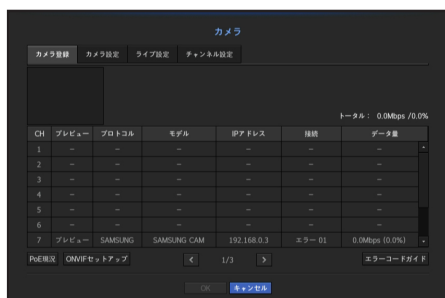 カメラ
カメラ登録 カメラ設定 ライブ設定 チャンネル設定
トータル : 0.0Mbps /0.0%
CH プレビュー プロトコル モデル IPアドレス 接続 データ量
1 – – – – – –
2 – – – – – –
3 – – – – – –
4 – – – – – –
5 – – – – – –
6 – – – – – –
7 プレビュー SAMSUNG SAMSUNG CAM 192.168.0.3 エラー 01 0.0Mbps (0.0%)
PoE現況 ONVIFセットアップ < 1/3 > エラーコードガイド
OK キャンセル